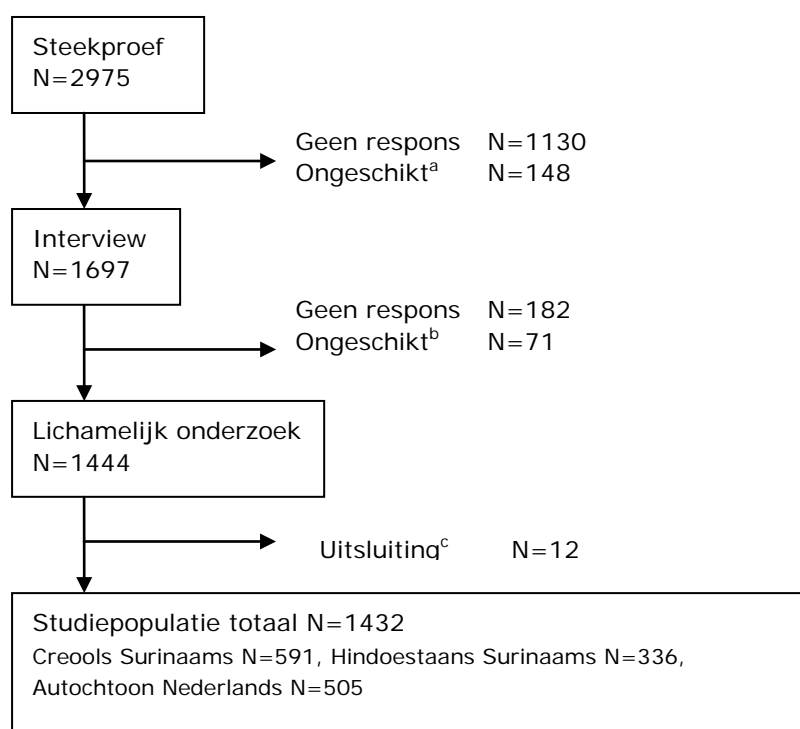 Steekproef
N=2975
Geen respons N=1130
Ongeschiktᵃ N=148
Interview
N=1697
Geen respons N=182
Ongeschiktᵇ N=71
Lichamelijk onderzoek
N=1444
Uitsluitingᶜ N=12
Studiepopulatie totaal N=1432
Creools Surinaams N=591, Hindoestaans Surinaams N=336,
Autochtoon Nederlands N=505